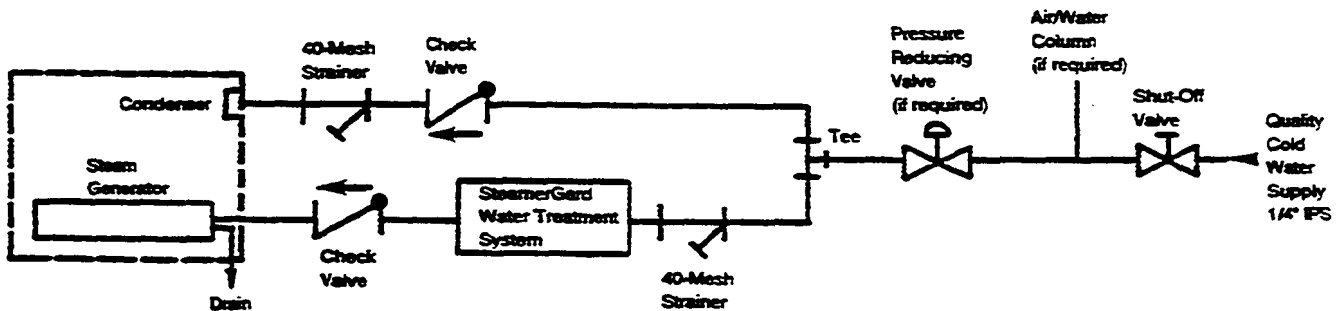 40-Mesh
Strainer
Check
Valve
Pressure
Reducing
Valve
(if required)
Air/Water
Column
(if required)
Shut-Off
Valve
Condenser
Tee
Quality
Cold
Water
Supply
1/4" IPS
Steam
Generator
SteamerGard
Water Treatment
System
Check
Valve
40-Mesh
Strainer
Drain